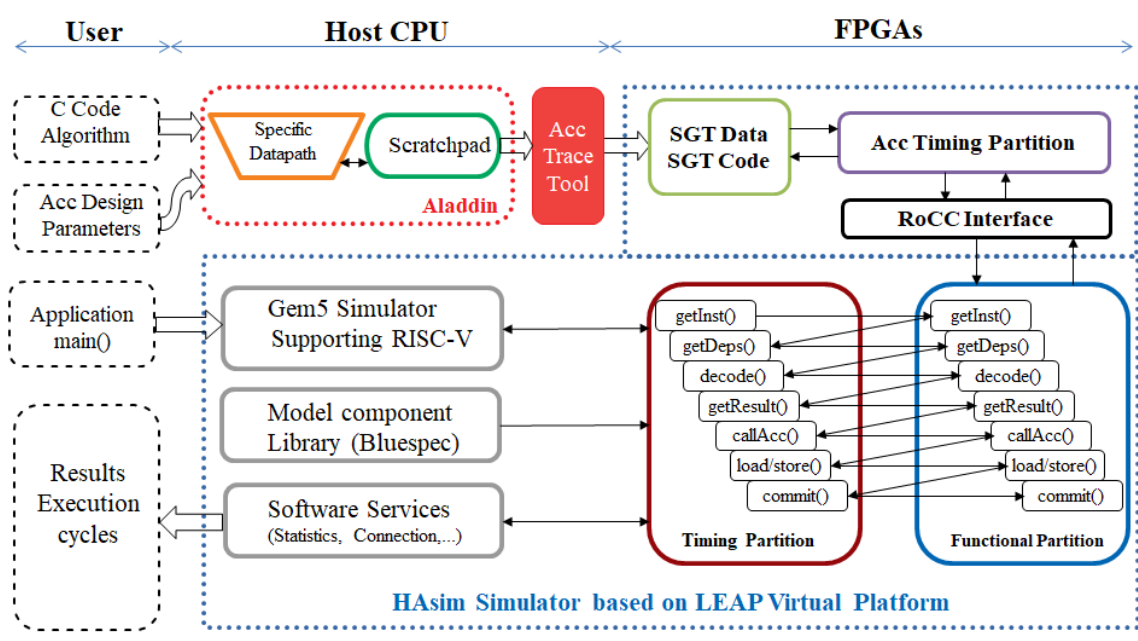 User
Host CPU
FPGAs
C Code
Algorithm
Acc Design
Parameters
Specific
Datapath
Scratchpad
Aladdin
Acc
Trace
Tool
SGT Data
SGT Code
Acc Timing Partition
RoCC Interface
Application
main()
Gem5 Simulator
Supporting RISC-V
Model component
Library (Bluespec)
Software Services
(Statistics, Connection,...)
Results
Execution
cycles
getInst()
getDeps()
decode()
getResult()
callAcc()
load/store()
commit()
Timing Partition
getInst()
getDeps()
decode()
getResult()
callAcc()
load/store()
commit()
Functional Partition
HAsim Simulator based on LEAP Virtual Platform